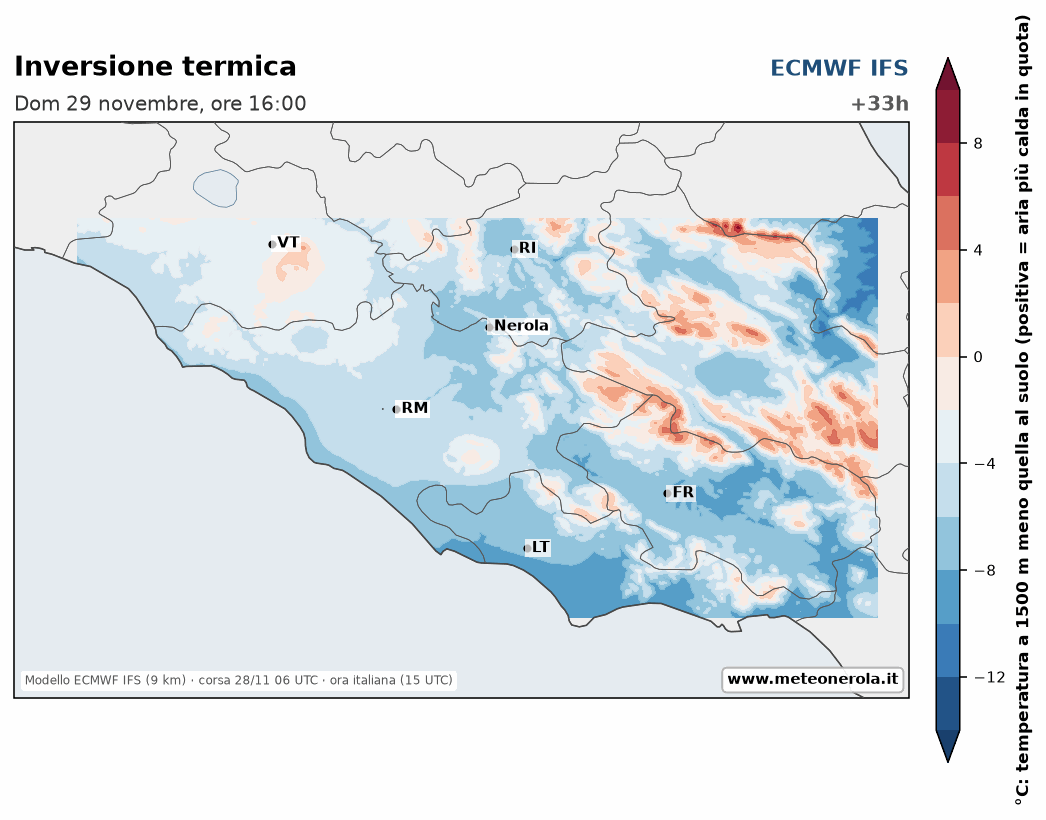 Inversione termica
ECMWF IFS
Dom 29 novembre, ore 16:00
+33h
VT
RI
Nerola
RM
FR
LT
Modello ECMWF IFS (9 km) · corsa 28/11 06 UTC · ora italiana (15 UTC)
www.meteonerola.it
8
4
0
−4
−8
−12
°C: temperatura a 1500 m meno quella al suolo (positiva = aria più calda in quota)